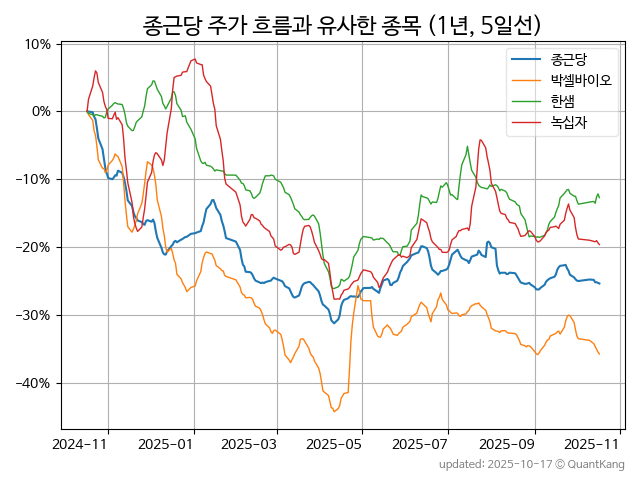 종근당 주가 흐름과 유사한 종목 (1년, 5일선)
10%
0%
−10%
−20%
−30%
−40%
종근당
박셀바이오
한샘
녹십자
2024-11
2025-01
2025-03
2025-05
2025-07
2025-09
2025-11
updated: 2025-10-17 © QuantKang